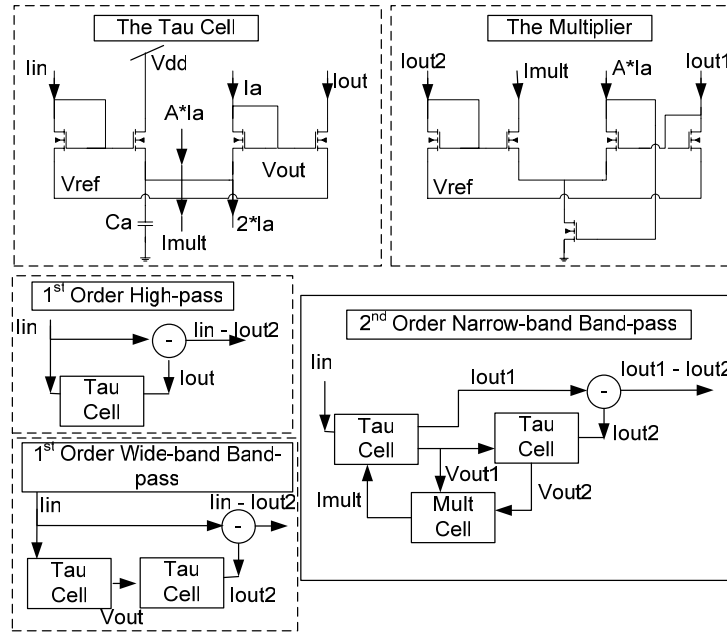 The Tau Cell
Iin
Vdd
Ia
Iout
A*Ia
Vref
Vout
Ca
Imult
2*Ia
The Multiplier
Iout2
Imult
A*Ia
Iout1
Vref
1st Order High-pass
Iin
-
Iin - Iout2
Iout
Tau
Cell
1st Order Wide-band Band-
pass
Iin
Iin - Iout2
-
Tau
Cell
Vout
Tau
Cell
Iout2
2nd Order Narrow-band Band-pass
Iin
Iout1
-
Iout1 - Iout2
Tau
Cell
Tau
Cell
Iout2
Vout1
Vout2
Imult
Mult
Cell